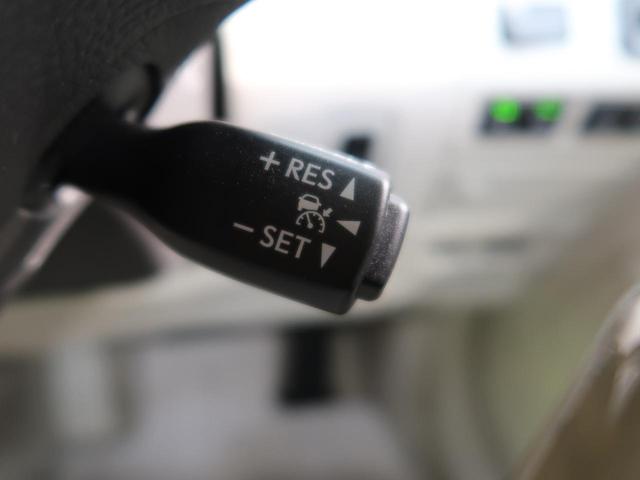 + RES
- SET